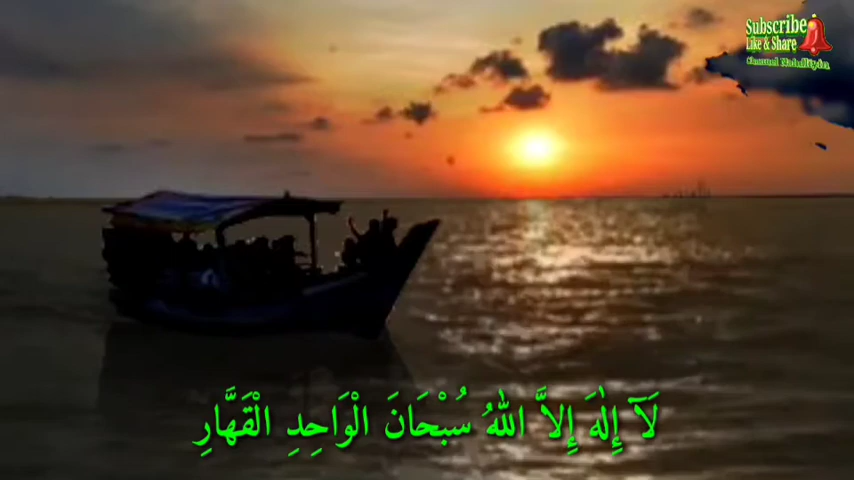 Subscribe
Like & Share
لَآ إِلٰهَ إِلاَّ اللهُ سُبْحَانَ الْوَاحِدِ الْقَهَّارِ